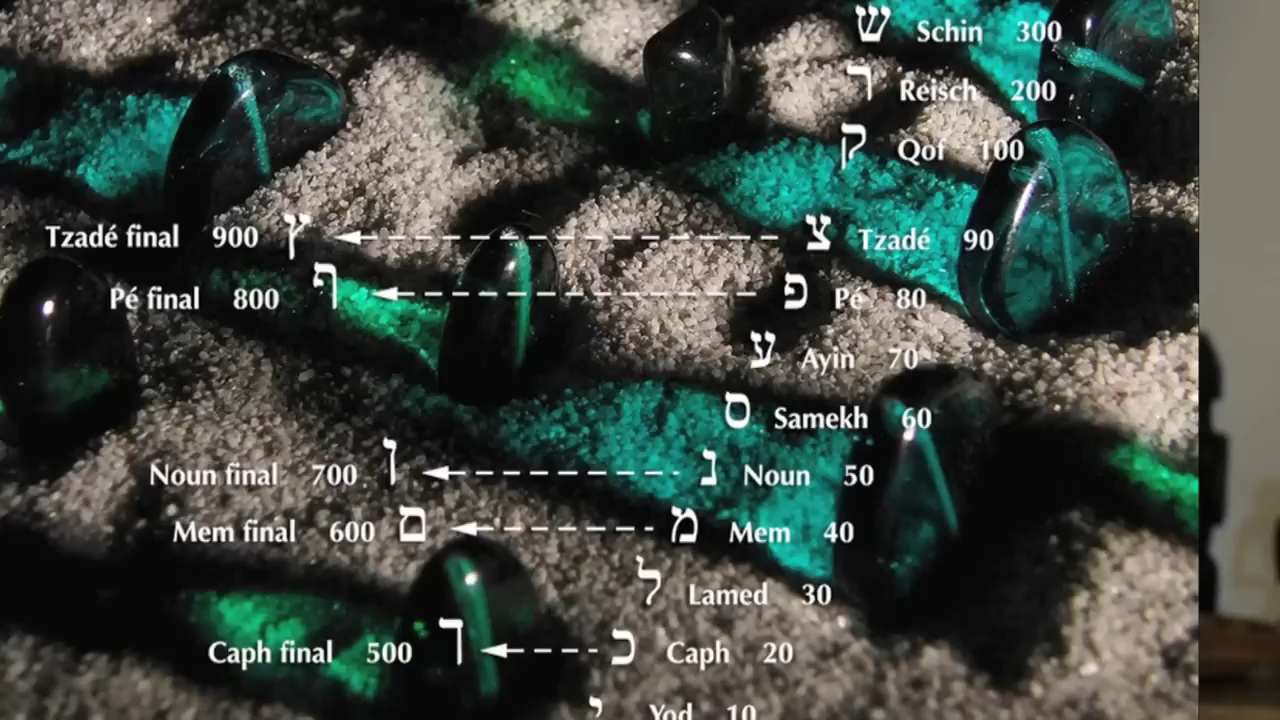 ש Schin 300
ר Reisch 200
ק Qof 100
Tzadé final 900 ץ צ Tzadé 90
Pé final 800 ף פ Pé 80
ע Ayin 70
ס Samekh 60
Noun final 700 ן נ Noun 50
Mem final 600 ם מ Mem 40
ל Lamed 30
Caph final 500 ך כ Caph 20
י Yod 10